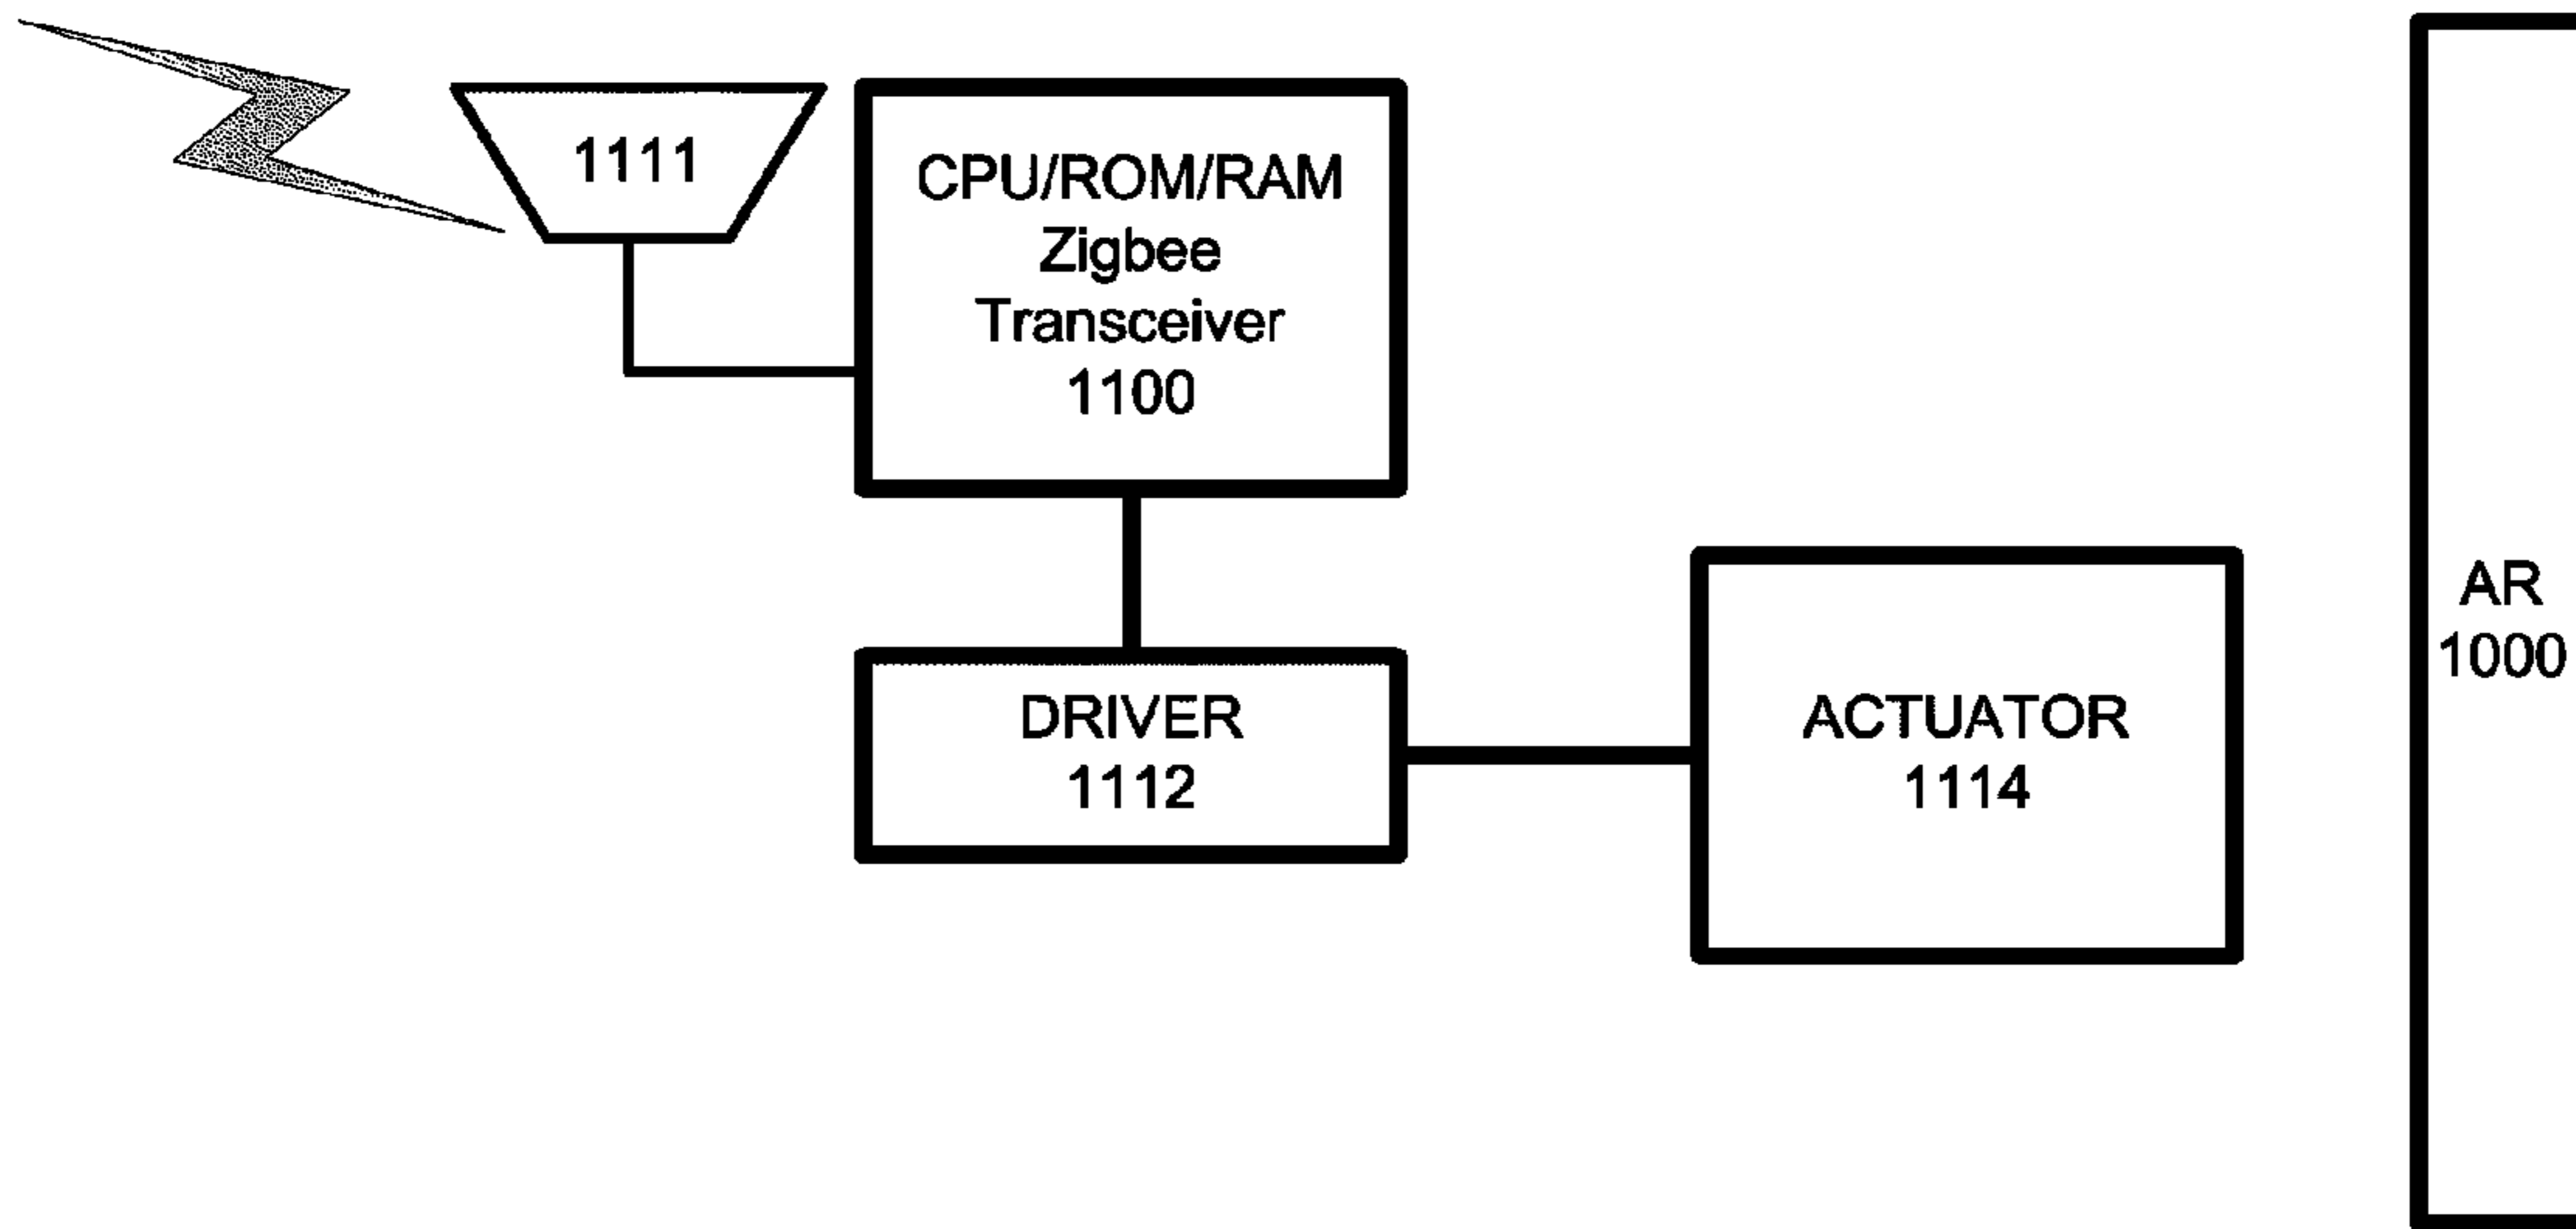 1111
CPU/ROM/RAM
Zigbee
Transceiver
1100
DRIVER
1112
ACTUATOR
1114
AR
1000